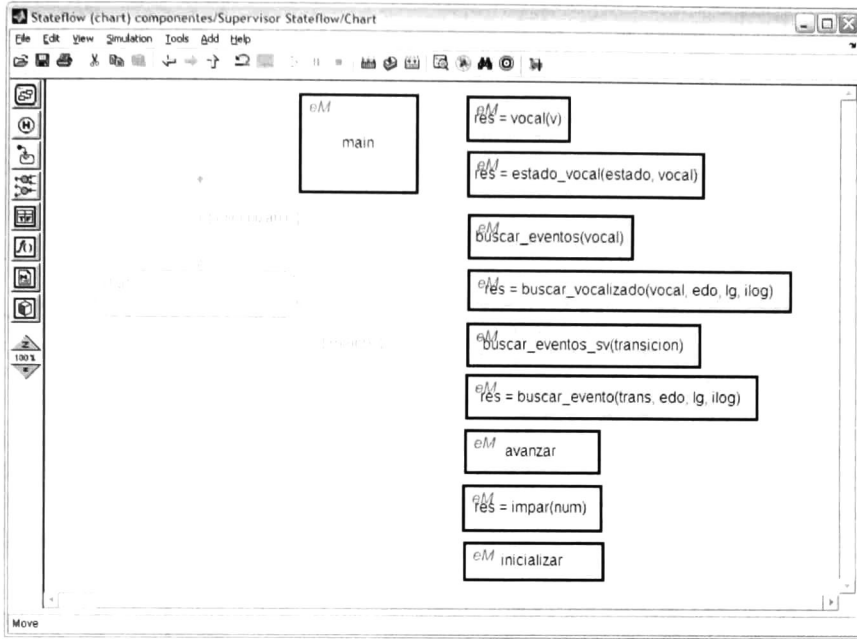 Stateflow (chart) componentes/Supervisor Stateflow/Chart
File Edit View Simulation Tools Add Help
eM
main
eM
res = vocal(v)
eM
res = estado_vocal(estado, vocal)
eM
buscar_eventos(vocal)
eM
res = buscar_vocalizado(vocal, edo, lg, ilog)
eM
buscar_eventos_sv(transicion)
eM
res = buscar_evento(trans, edo, lg, ilog)
eM
avanzar
eM
res = impar(num)
eM
inicializar
100%
Move